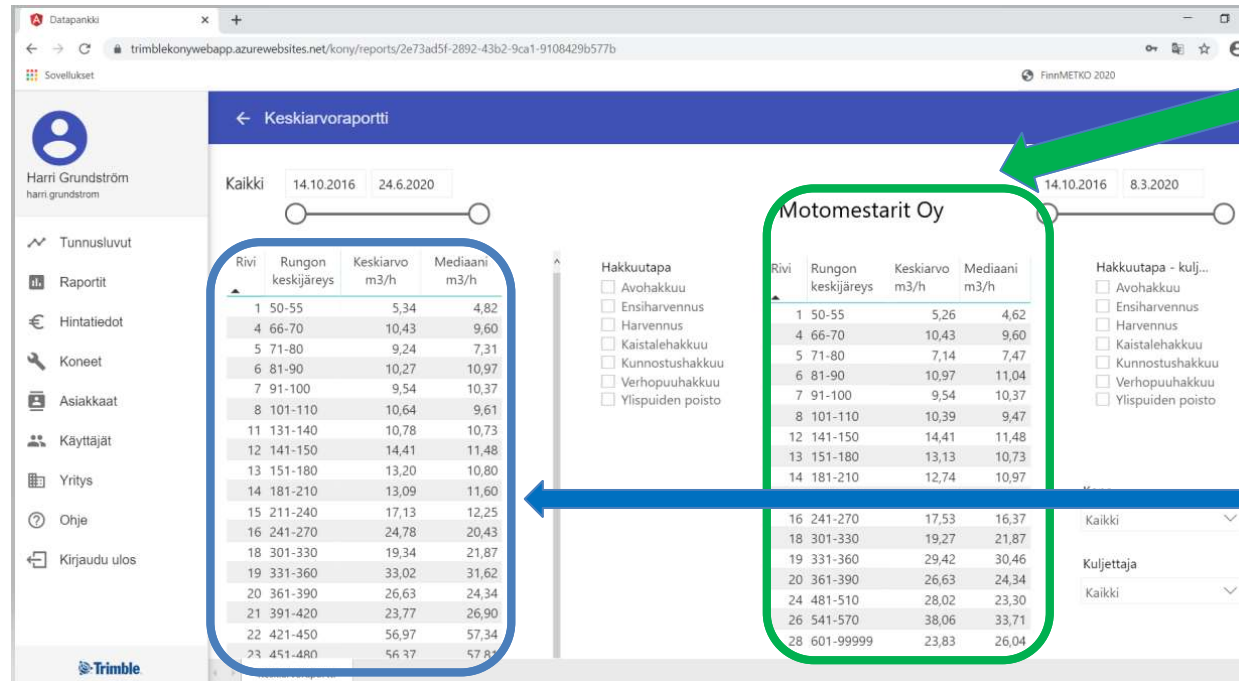 Datapankki
trimblekonywebapp.azurewebsites.net/kony/reports/2e73ad5f-2892-43b2-9ca1-9108429b577b
Sovellukset
FinnMETKO 2020
Keskiarvoraportti
Harri Grundström
harri.grundstrom
Tunnusluvut
Raportit
Hintatiedot
Koneet
Asiakkaat
Käyttäjät
Yritys
Ohje
Kirjaudu ulos
Trimble
Kaikki 14.10.2016 24.6.2020
Rivi Rungon keskijäreys Keskiarvo m3/h Mediaani m3/h
1 50-55 5,34 4,82
4 66-70 10,43 9,60
5 71-80 9,24 7,31
6 81-90 10,27 10,97
7 91-100 9,54 10,37
8 101-110 10,64 9,61
11 131-140 10,78 10,73
12 141-150 14,41 11,48
13 151-180 13,20 10,80
14 181-210 13,09 11,60
15 211-240 17,13 12,25
16 241-270 24,78 20,43
18 301-330 19,34 21,87
19 331-360 33,02 31,62
20 361-390 26,63 24,34
21 391-420 23,77 26,90
22 421-450 56,97 57,34
23 451-480 56,37 57,81
Hakkuutapa
Avohakkuu
Ensiharvennus
Harvennus
Kaistalehakkuu
Kunnostushakkuu
Verhopuuhakkuu
Ylispuiden poisto
Motomestarit Oy
14.10.2016 8.3.2020
Rivi Rungon keskijäreys Keskiarvo m3/h Mediaani m3/h
1 50-55 5,26 4,62
4 66-70 10,43 9,60
5 71-80 7,14 7,47
6 81-90 10,97 11,04
7 91-100 9,54 10,37
8 101-110 10,39 9,47
12 141-150 14,41 11,48
13 151-180 13,13 10,73
14 181-210 12,74 10,97
16 241-270 17,53 16,37
18 301-330 19,27 21,87
19 331-360 29,42 30,46
20 361-390 26,63 24,34
24 481-510 28,02 23,30
26 541-570 38,06 33,71
28 601-99999 23,83 26,04
Hakkuutapa - kulj...
Avohakkuu
Ensiharvennus
Harvennus
Kaistalehakkuu
Kunnostushakkuu
Verhopuuhakkuu
Ylispuiden poisto
Kaikki
Kuljettaja
Kaikki